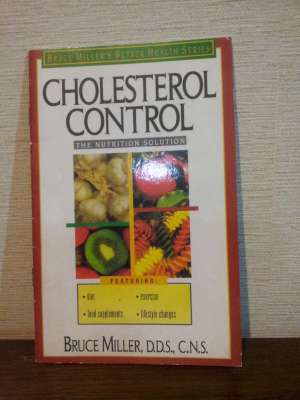 BRUCE MILLER'S BETTER HEALTH SERIES
CHOLESTEROL
CONTROL
THE NUTRITION SOLUTION
FEATURING:
• diet • exercise
• food supplements • lifestyle changes
BRUCE MILLER, D.D.S., C.N.S.